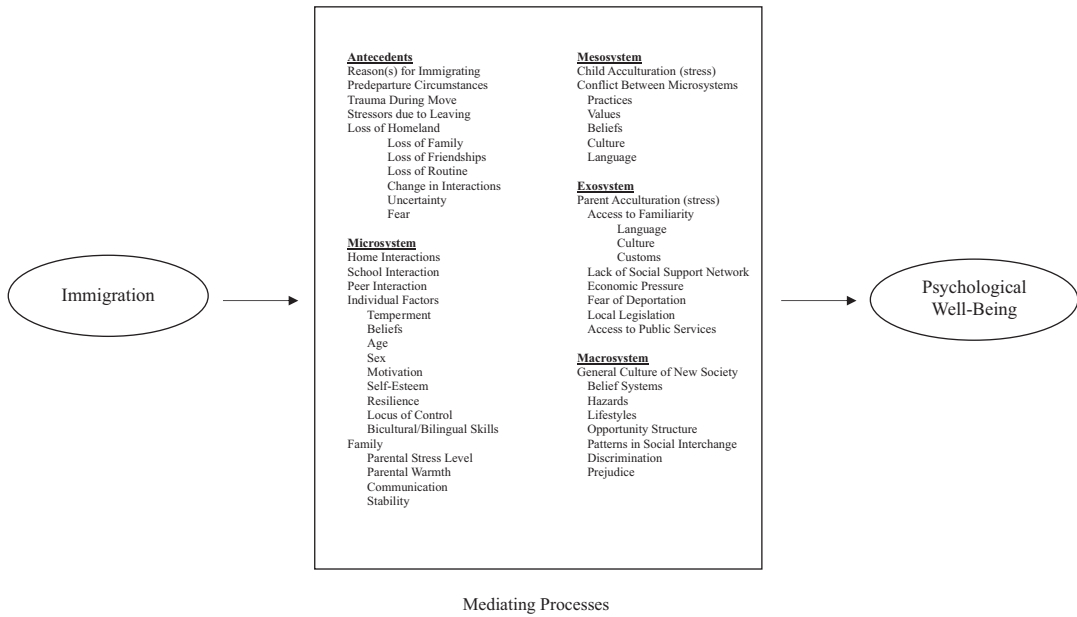 Immigration
Antecedents
Reason(s) for Immigrating
Predeparture Circumstances
Trauma During Move
Stressors due to Leaving
Loss of Homeland
Loss of Family
Loss of Friendships
Loss of Routine
Change in Interactions
Uncertainty
Fear
Microsystem
Home Interactions
School Interaction
Peer Interaction
Individual Factors
Temperment
Beliefs
Age
Sex
Motivation
Self-Esteem
Resilience
Locus of Control
Bicultural/Bilingual Skills
Family
Parental Stress Level
Parental Warmth
Communication
Stability
Mesosystem
Child Acculturation (stress)
Conflict Between Microsystems
Practices
Values
Beliefs
Culture
Language
Exosystem
Parent Acculturation (stress)
Access to Familiarity
Language
Culture
Customs
Lack of Social Support Network
Economic Pressure
Fear of Deportation
Local Legislation
Access to Public Services
Macrosystem
General Culture of New Society
Belief Systems
Hazards
Lifestyles
Opportunity Structure
Patterns in Social Interchange
Discrimination
Prejudice
Psychological
Well-Being
Mediating Processes